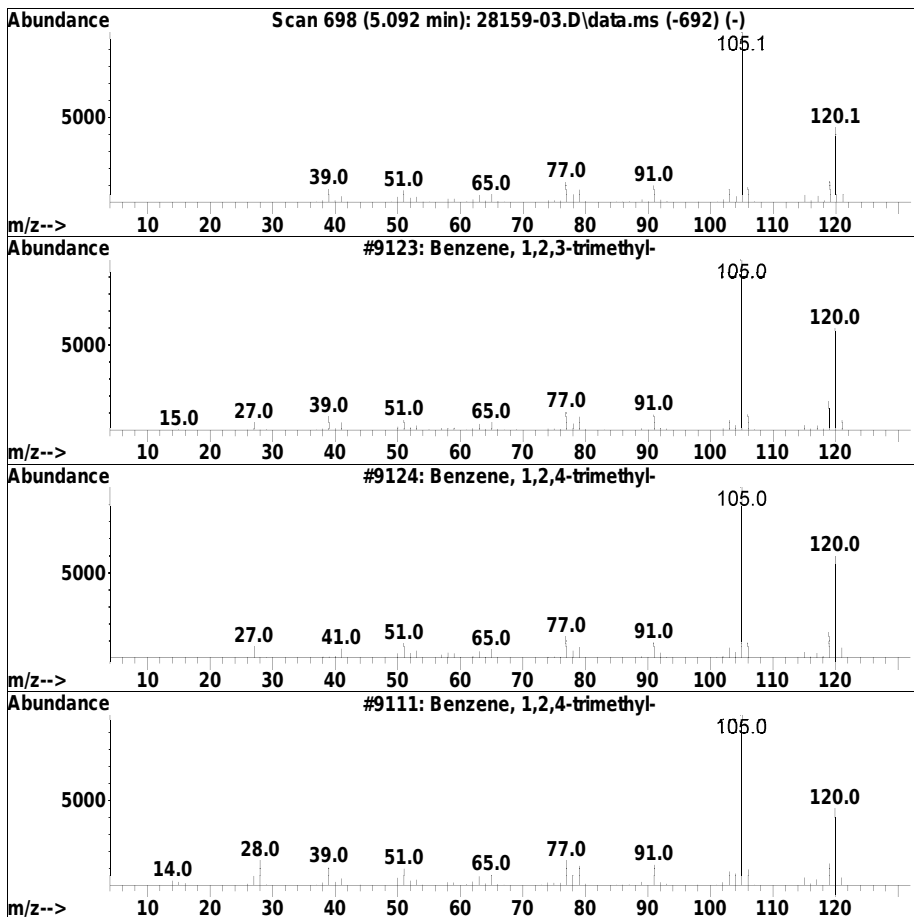 Abundance Scan 698 (5.092 min): 28159-03.D\data.ms (-692) (-)
105.1
5000 120.1
39.0 51.0 65.0 77.0 91.0
m/z--> 10 20 30 40 50 60 70 80 90 100 110 120
Abundance #9123: Benzene, 1,2,3-trimethyl-
105.0
5000 120.0
15.0 27.0 39.0 51.0 65.0 77.0 91.0
m/z--> 10 20 30 40 50 60 70 80 90 100 110 120
Abundance #9124: Benzene, 1,2,4-trimethyl-
105.0
5000 120.0
27.0 41.0 51.0 65.0 77.0 91.0
m/z--> 10 20 30 40 50 60 70 80 90 100 110 120
Abundance #9111: Benzene, 1,2,4-trimethyl-
105.0
5000 120.0
14.0 28.0 39.0 51.0 65.0 77.0 91.0
m/z--> 10 20 30 40 50 60 70 80 90 100 110 120